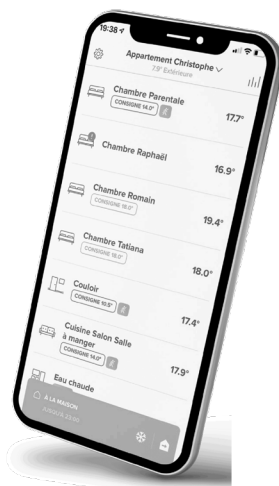 19:38
Appartement Christophe
7.9° Extérieure
Chambre Parentale
CONSIGNE 14.0°
17.7°
Chambre Raphaël
16.9°
Chambre Romain
CONSIGNE 18.0°
19.4°
Chambre Tatiana
CONSIGNE 18.0°
18.0°
Couloir
CONSIGNE 10.5°
17.4°
Cuisine Salon Salle
à manger
CONSIGNE 14.0°
17.9°
Eau chaude
À LA MAISON